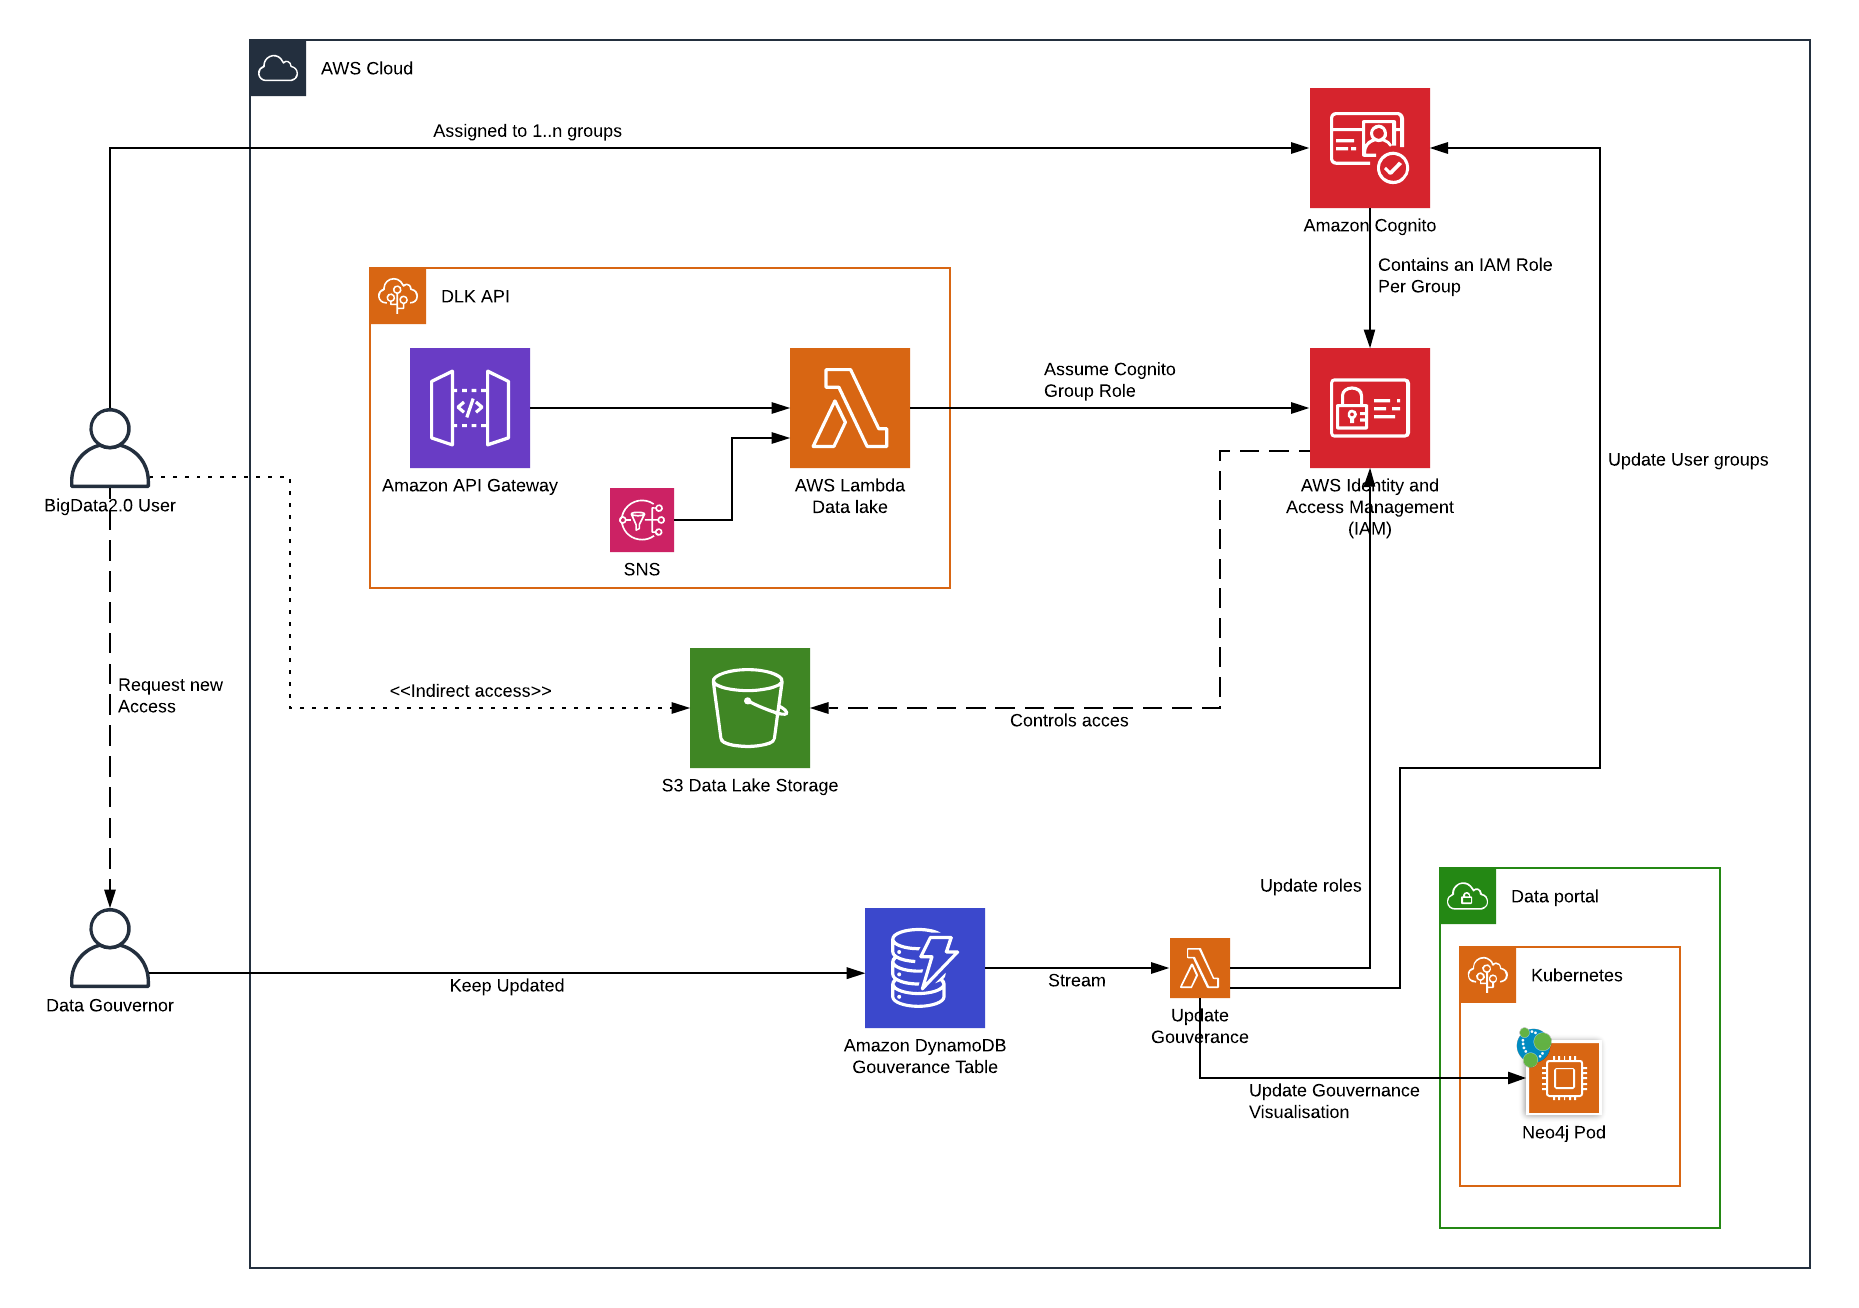 AWS Cloud
Assigned to 1..n groups
Amazon Cognito
Contains an IAM Role
Per Group
DLK API
Assume Cognito
Group Role
Amazon API Gateway
AWS Lambda
Data lake
SNS
AWS Identity and
Access Management
(IAM)
Update User groups
BigData2.0 User
Request new
Access
<<Indirect access>>
Controls acces
S3 Data Lake Storage
Update roles
Data portal
Kubernetes
Data Gouvernor
Keep Updated
Stream
Amazon DynamoDB
Gouverance Table
Update
Gouverance
Update Gouvernance
Visualisation
Neo4j Pod